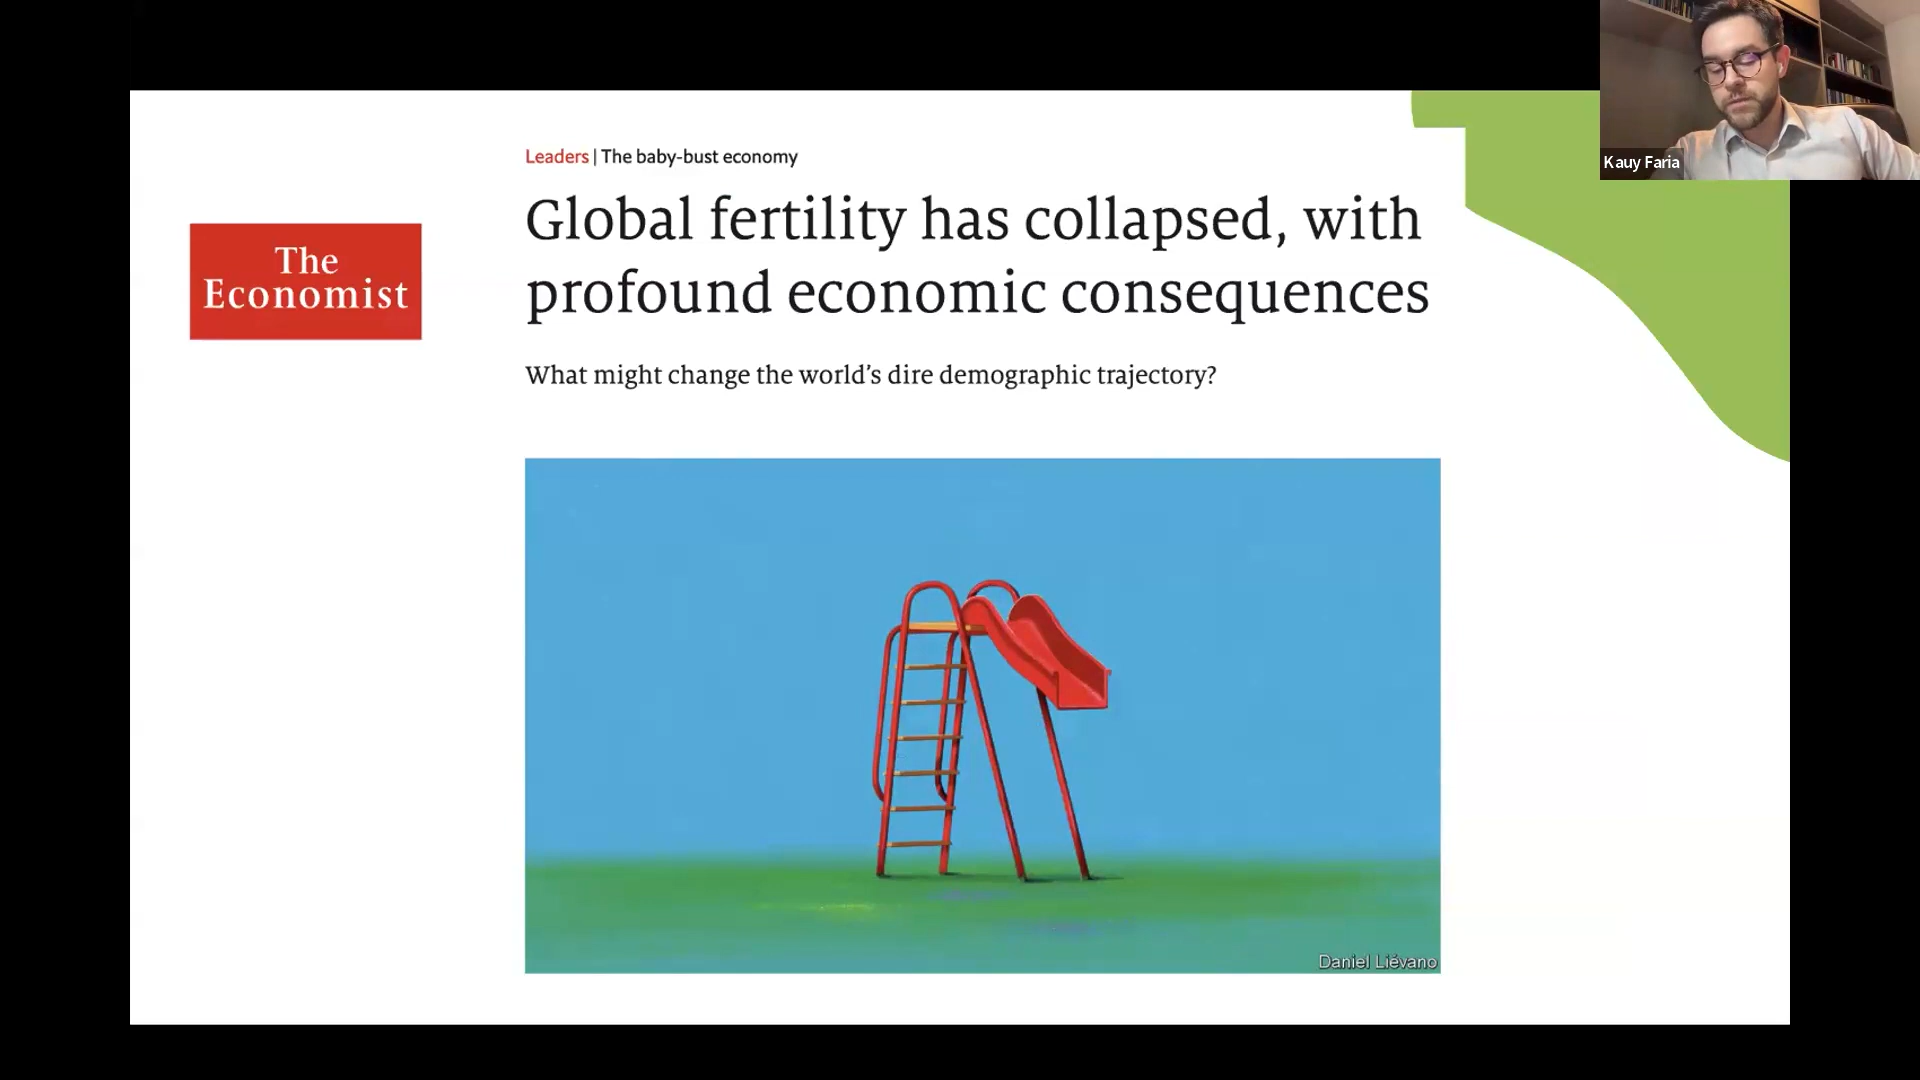 Leaders | The baby-bust economy
Global fertility has collapsed, with
profound economic consequences
The
Economist
What might change the world's dire demographic trajectory?
Daniel Liévano
Kauy Faria